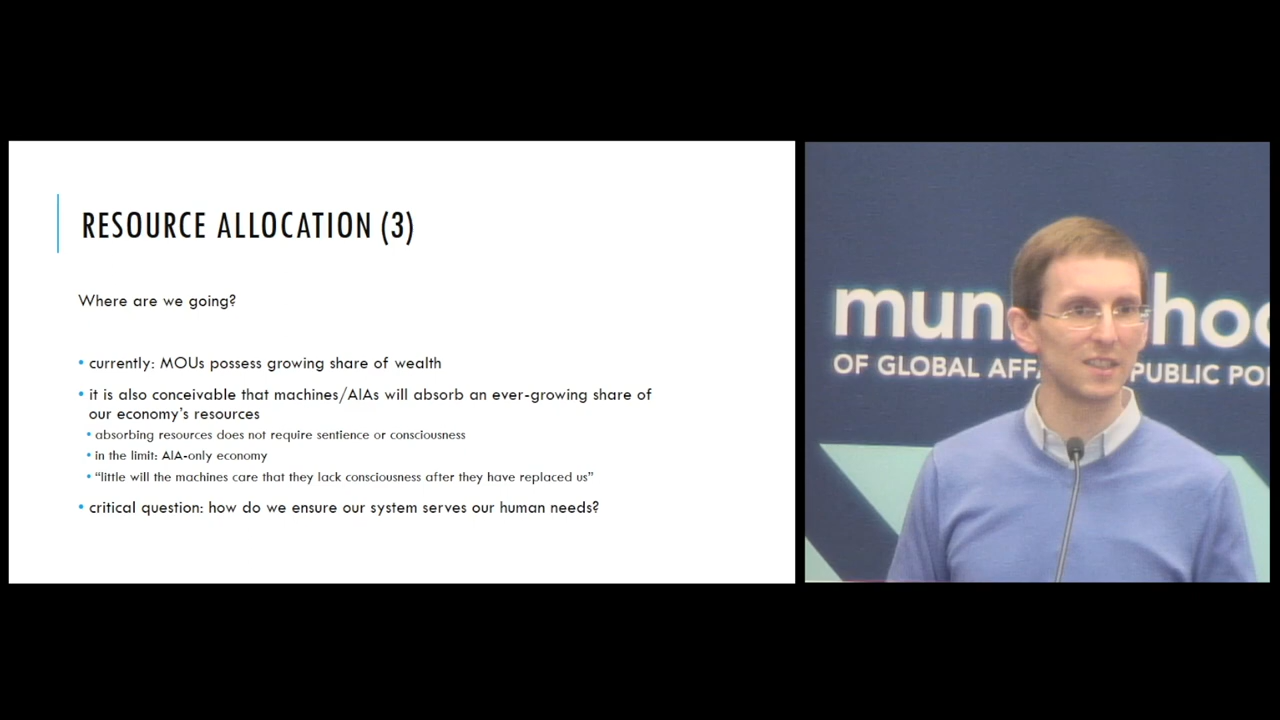 RESOURCE ALLOCATION (3)
Where are we going?
• currently: MOUs possess growing share of wealth
• it is also conceivable that machines/AIAs will absorb an ever-growing share of
our economy's resources
• absorbing resources does not require sentience or consciousness
• in the limit: AIA-only economy
• "little will the machines care that they lack consciousness after they have replaced us"
• critical question: how do we ensure our system serves our human needs?
OF GLOBAL
PUBLIC